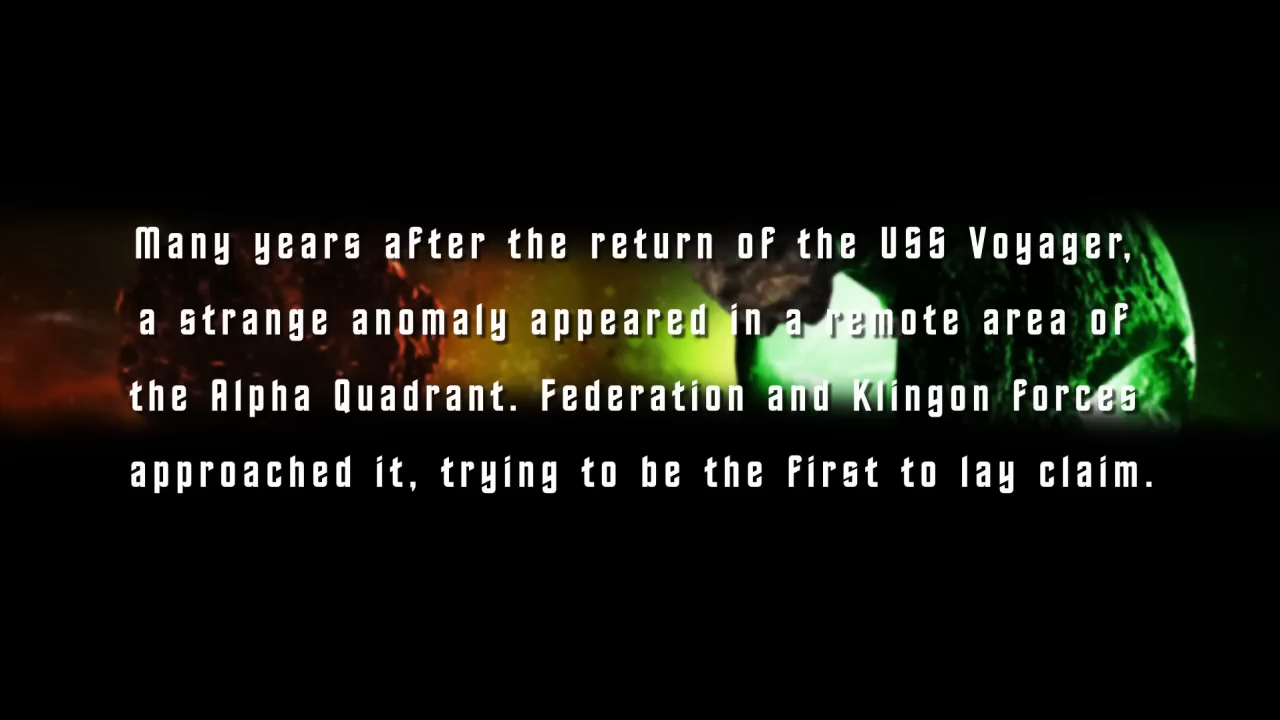 Many years after the return of the USS Voyager,
a strange anomaly appeared in a remote area of
the Alpha Quadrant. Federation and Klingon forces
approached it, trying to be the first to lay claim.